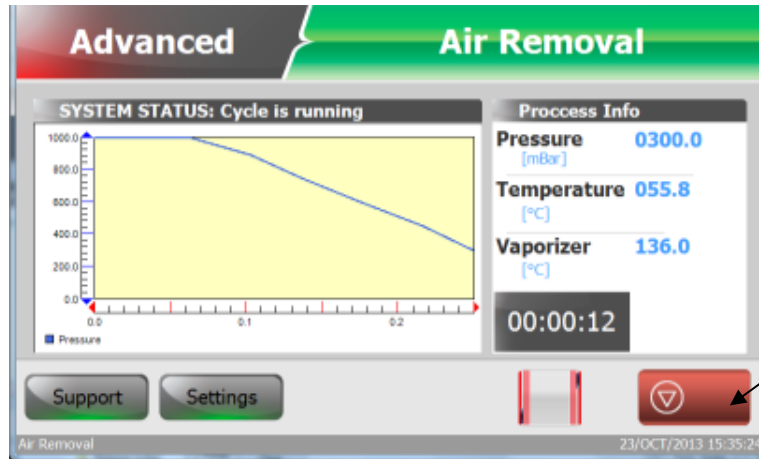 Advanced
Air Removal
SYSTEM STATUS: Cycle is running
1000.0
800.0
600.0
400.0
200.0
0.0
0.0 0.1 0.2
Pressure
Proccess Info
Pressure 0300.0
[mBar]
Temperature 055.8
[°C]
Vaporizer 136.0
[°C]
00:00:12
Support
Settings
Air Removal
23/OCT/2013 15:35:24